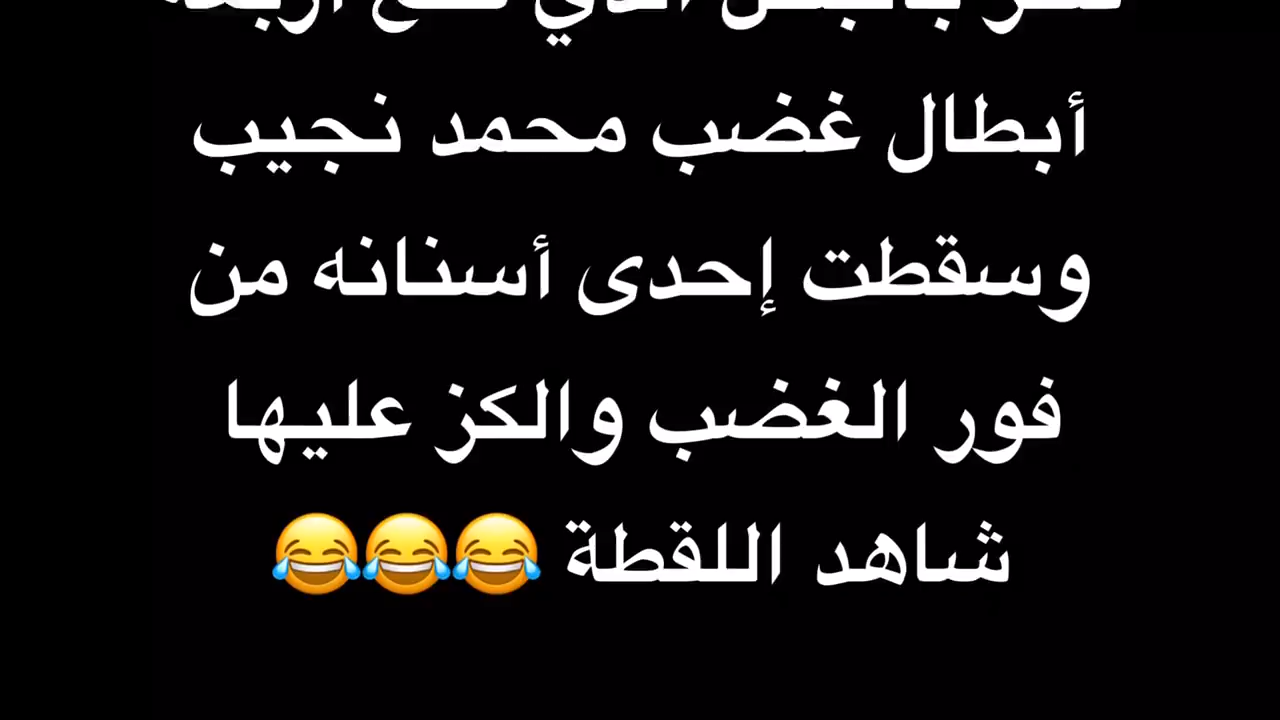 أبطال غضب محمد نجيب
وسقطت إحدى أسنانه من
فور الغضب والكز عليها
شاهد اللقطة 😂😂😂